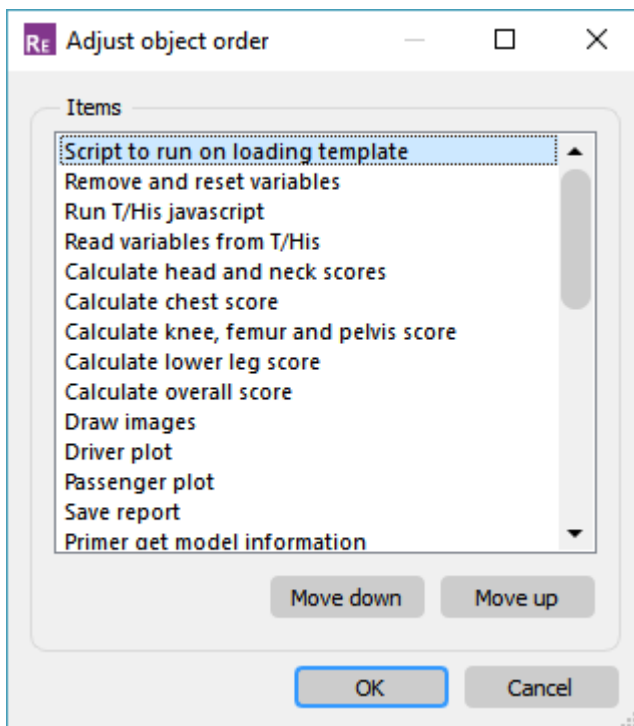 RE Adjust object order
Items
Script to run on loading template
Remove and reset variables
Run T/His javascript
Read variables from T/His
Calculate head and neck scores
Calculate chest score
Calculate knee, femur and pelvis score
Calculate lower leg score
Calculate overall score
Draw images
Driver plot
Passenger plot
Save report
Primer get model information
Move down Move up
OK Cancel